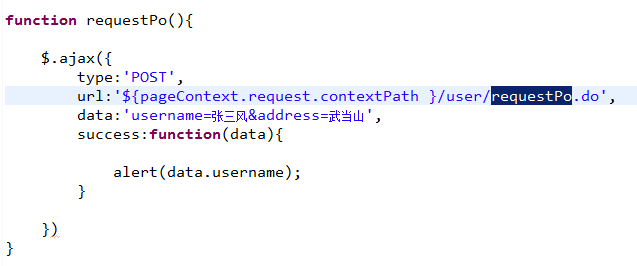 function requestPo(){
$.ajax({
type:'POST',
url:'${pageContext.request.contextPath }/user/requestPo.do',
data:'username=张三风&address=武当山',
success:function(data){
alert(data.username);
}
})
}